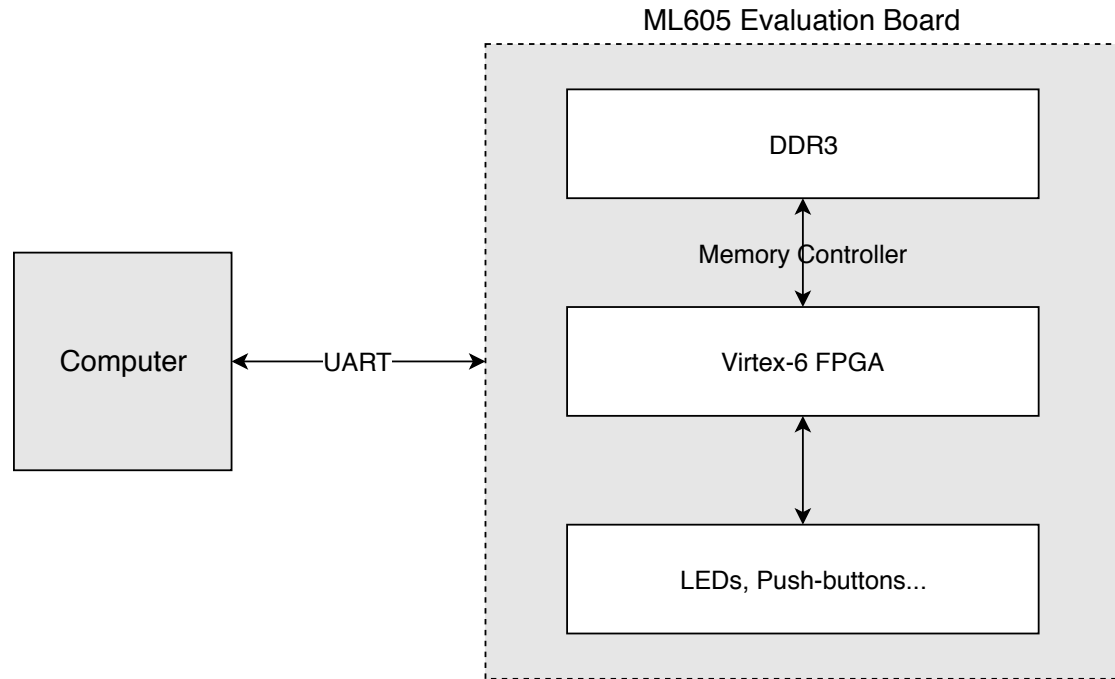 ML605 Evaluation Board
DDR3
Memory Controller
Computer
UART
Virtex-6 FPGA
LEDs, Push-buttons...